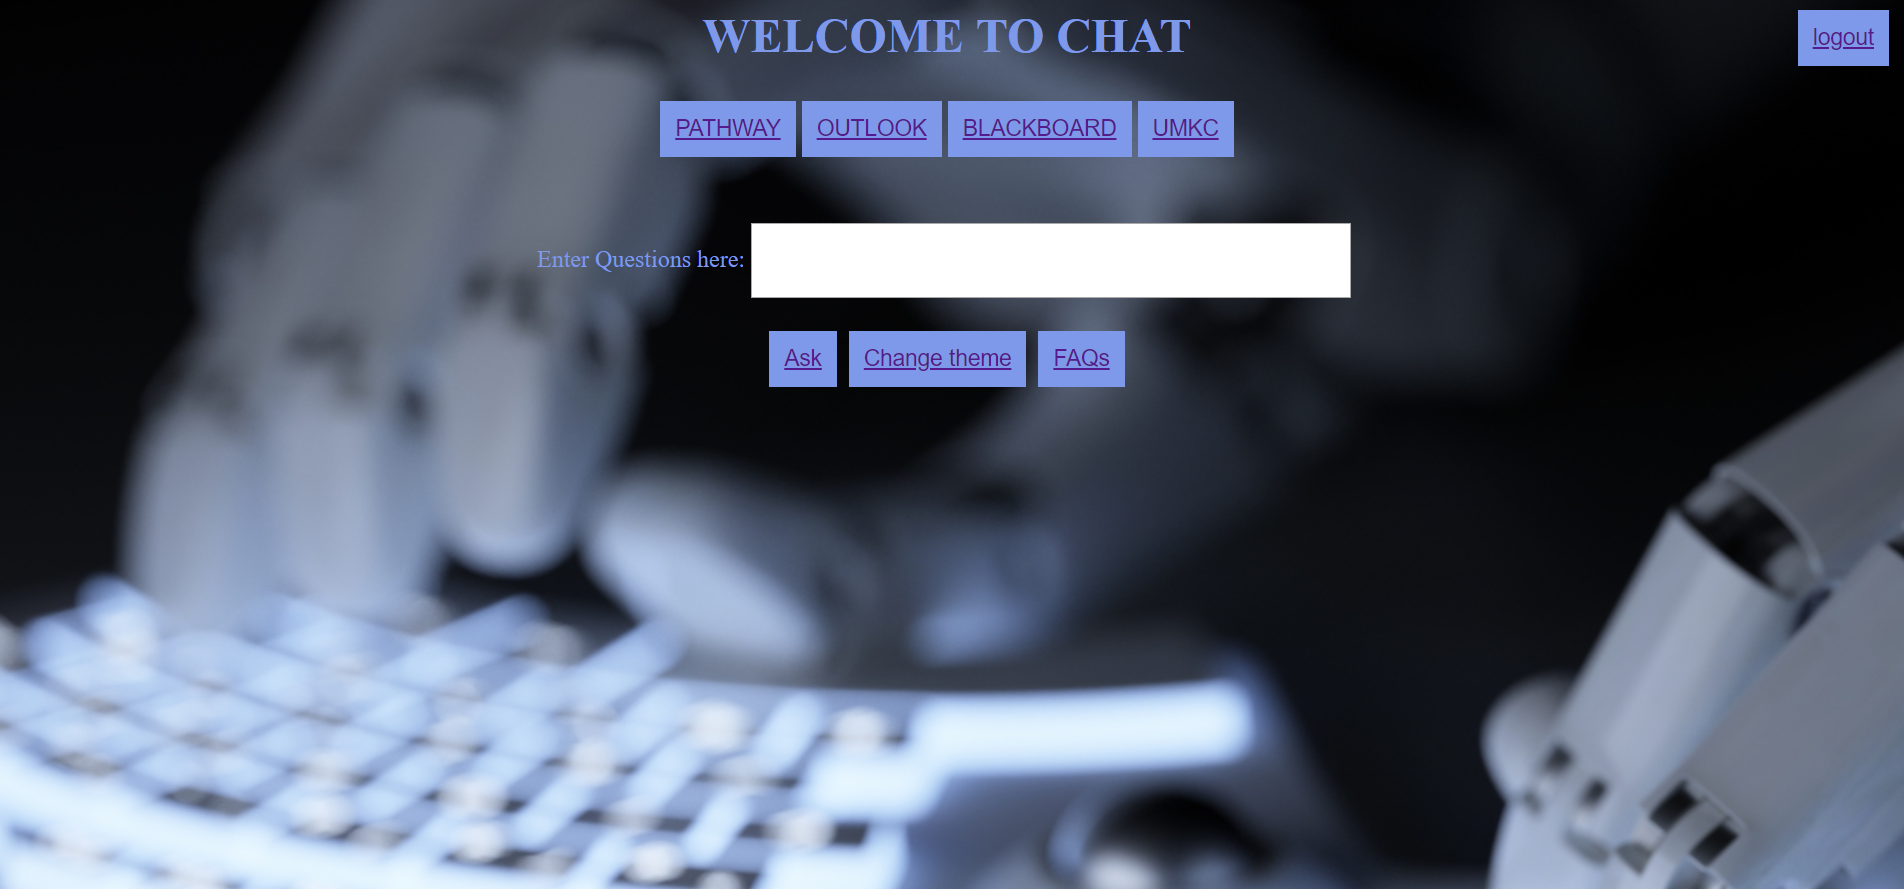 WELCOME TO CHAT
logout
PATHWAY OUTLOOK BLACKBOARD UMKC
Enter Questions here:
Ask Change theme FAQs